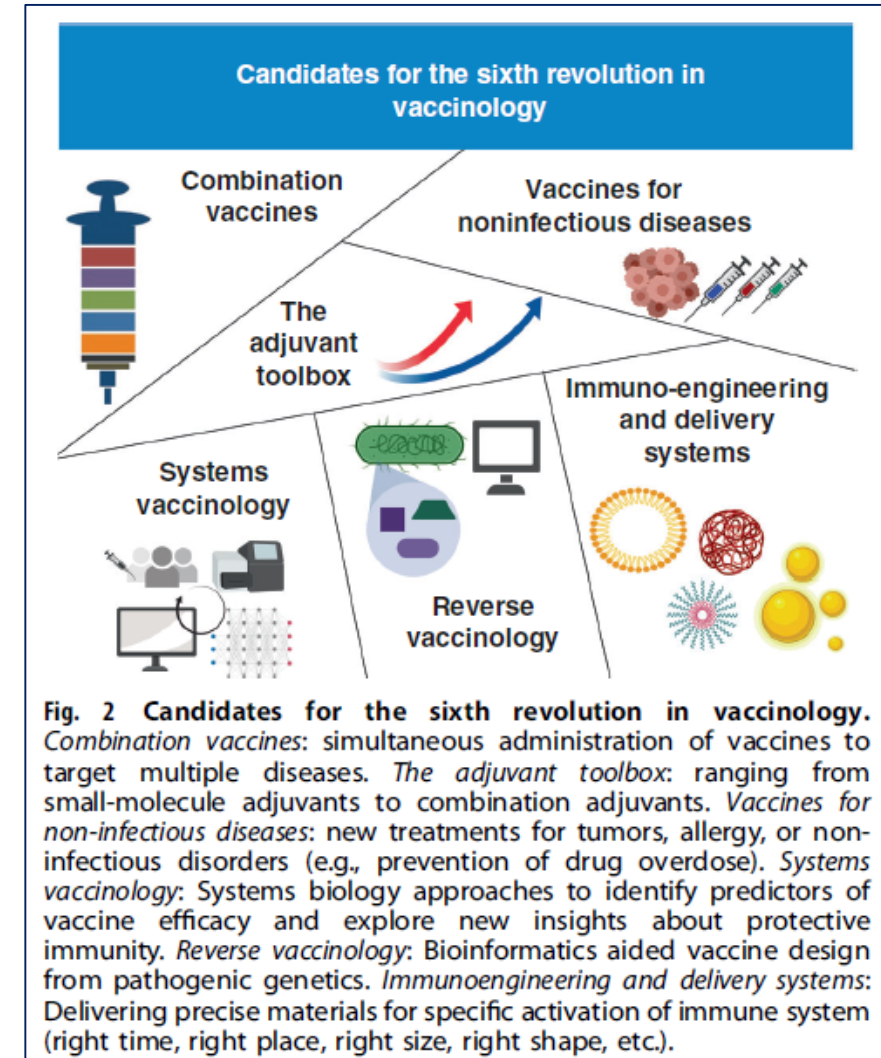 Candidates for the sixth revolution in
vaccinology
Combination
vaccines
Vaccines for
noninfectious diseases
The
adjuvant
toolbox
Immuno-engineering
and delivery
systems
Systems
vaccinology
Reverse
vaccinology
Fig. 2 Candidates for the sixth revolution in vaccinology.
Combination vaccines: simultaneous administration of vaccines to
target multiple diseases. The adjuvant toolbox: ranging from
small-molecule adjuvants to combination adjuvants. Vaccines for
non-infectious diseases: new treatments for tumors, allergy, or non-
infectious disorders (e.g., prevention of drug overdose). Systems
vaccinology: Systems biology approaches to identify predictors of
vaccine efficacy and explore new insights about protective
immunity. Reverse vaccinology: Bioinformatics aided vaccine design
from pathogenic genetics. Immunoengineering and delivery systems:
Delivering precise materials for specific activation of immune system
(right time, right place, right size, right shape, etc.).